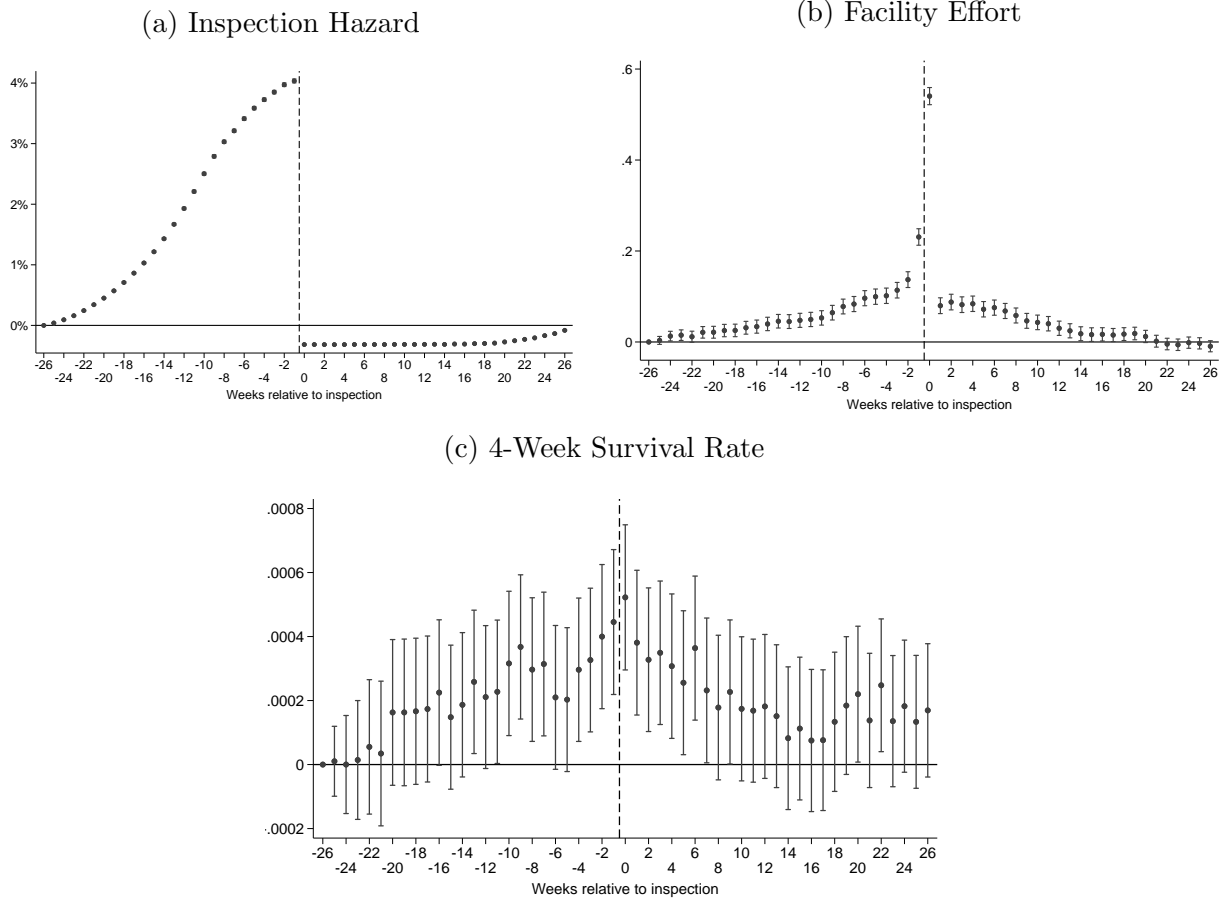 (a) Inspection Hazard
4%
3%
2%
1%
0%
-26 -22 -18 -14 -10 -6 -2 2 6 10 14 18 22 26
-24 -20 -16 -12 -8 -4 0 4 8 12 16 20 24
Weeks relative to inspection
(b) Facility Effort
.6
.4
.2
0
-26 -22 -18 -14 -10 -6 -2 2 6 10 14 18 22 26
-24 -20 -16 -12 -8 -4 0 4 8 12 16 20 24
Weeks relative to inspection
(c) 4-Week Survival Rate
.0008
.0006
.0004
.0002
0
-.0002
-26 -22 -18 -14 -10 -6 -2 2 6 10 14 18 22 26
-24 -20 -16 -12 -8 -4 0 4 8 12 16 20 24
Weeks relative to inspection